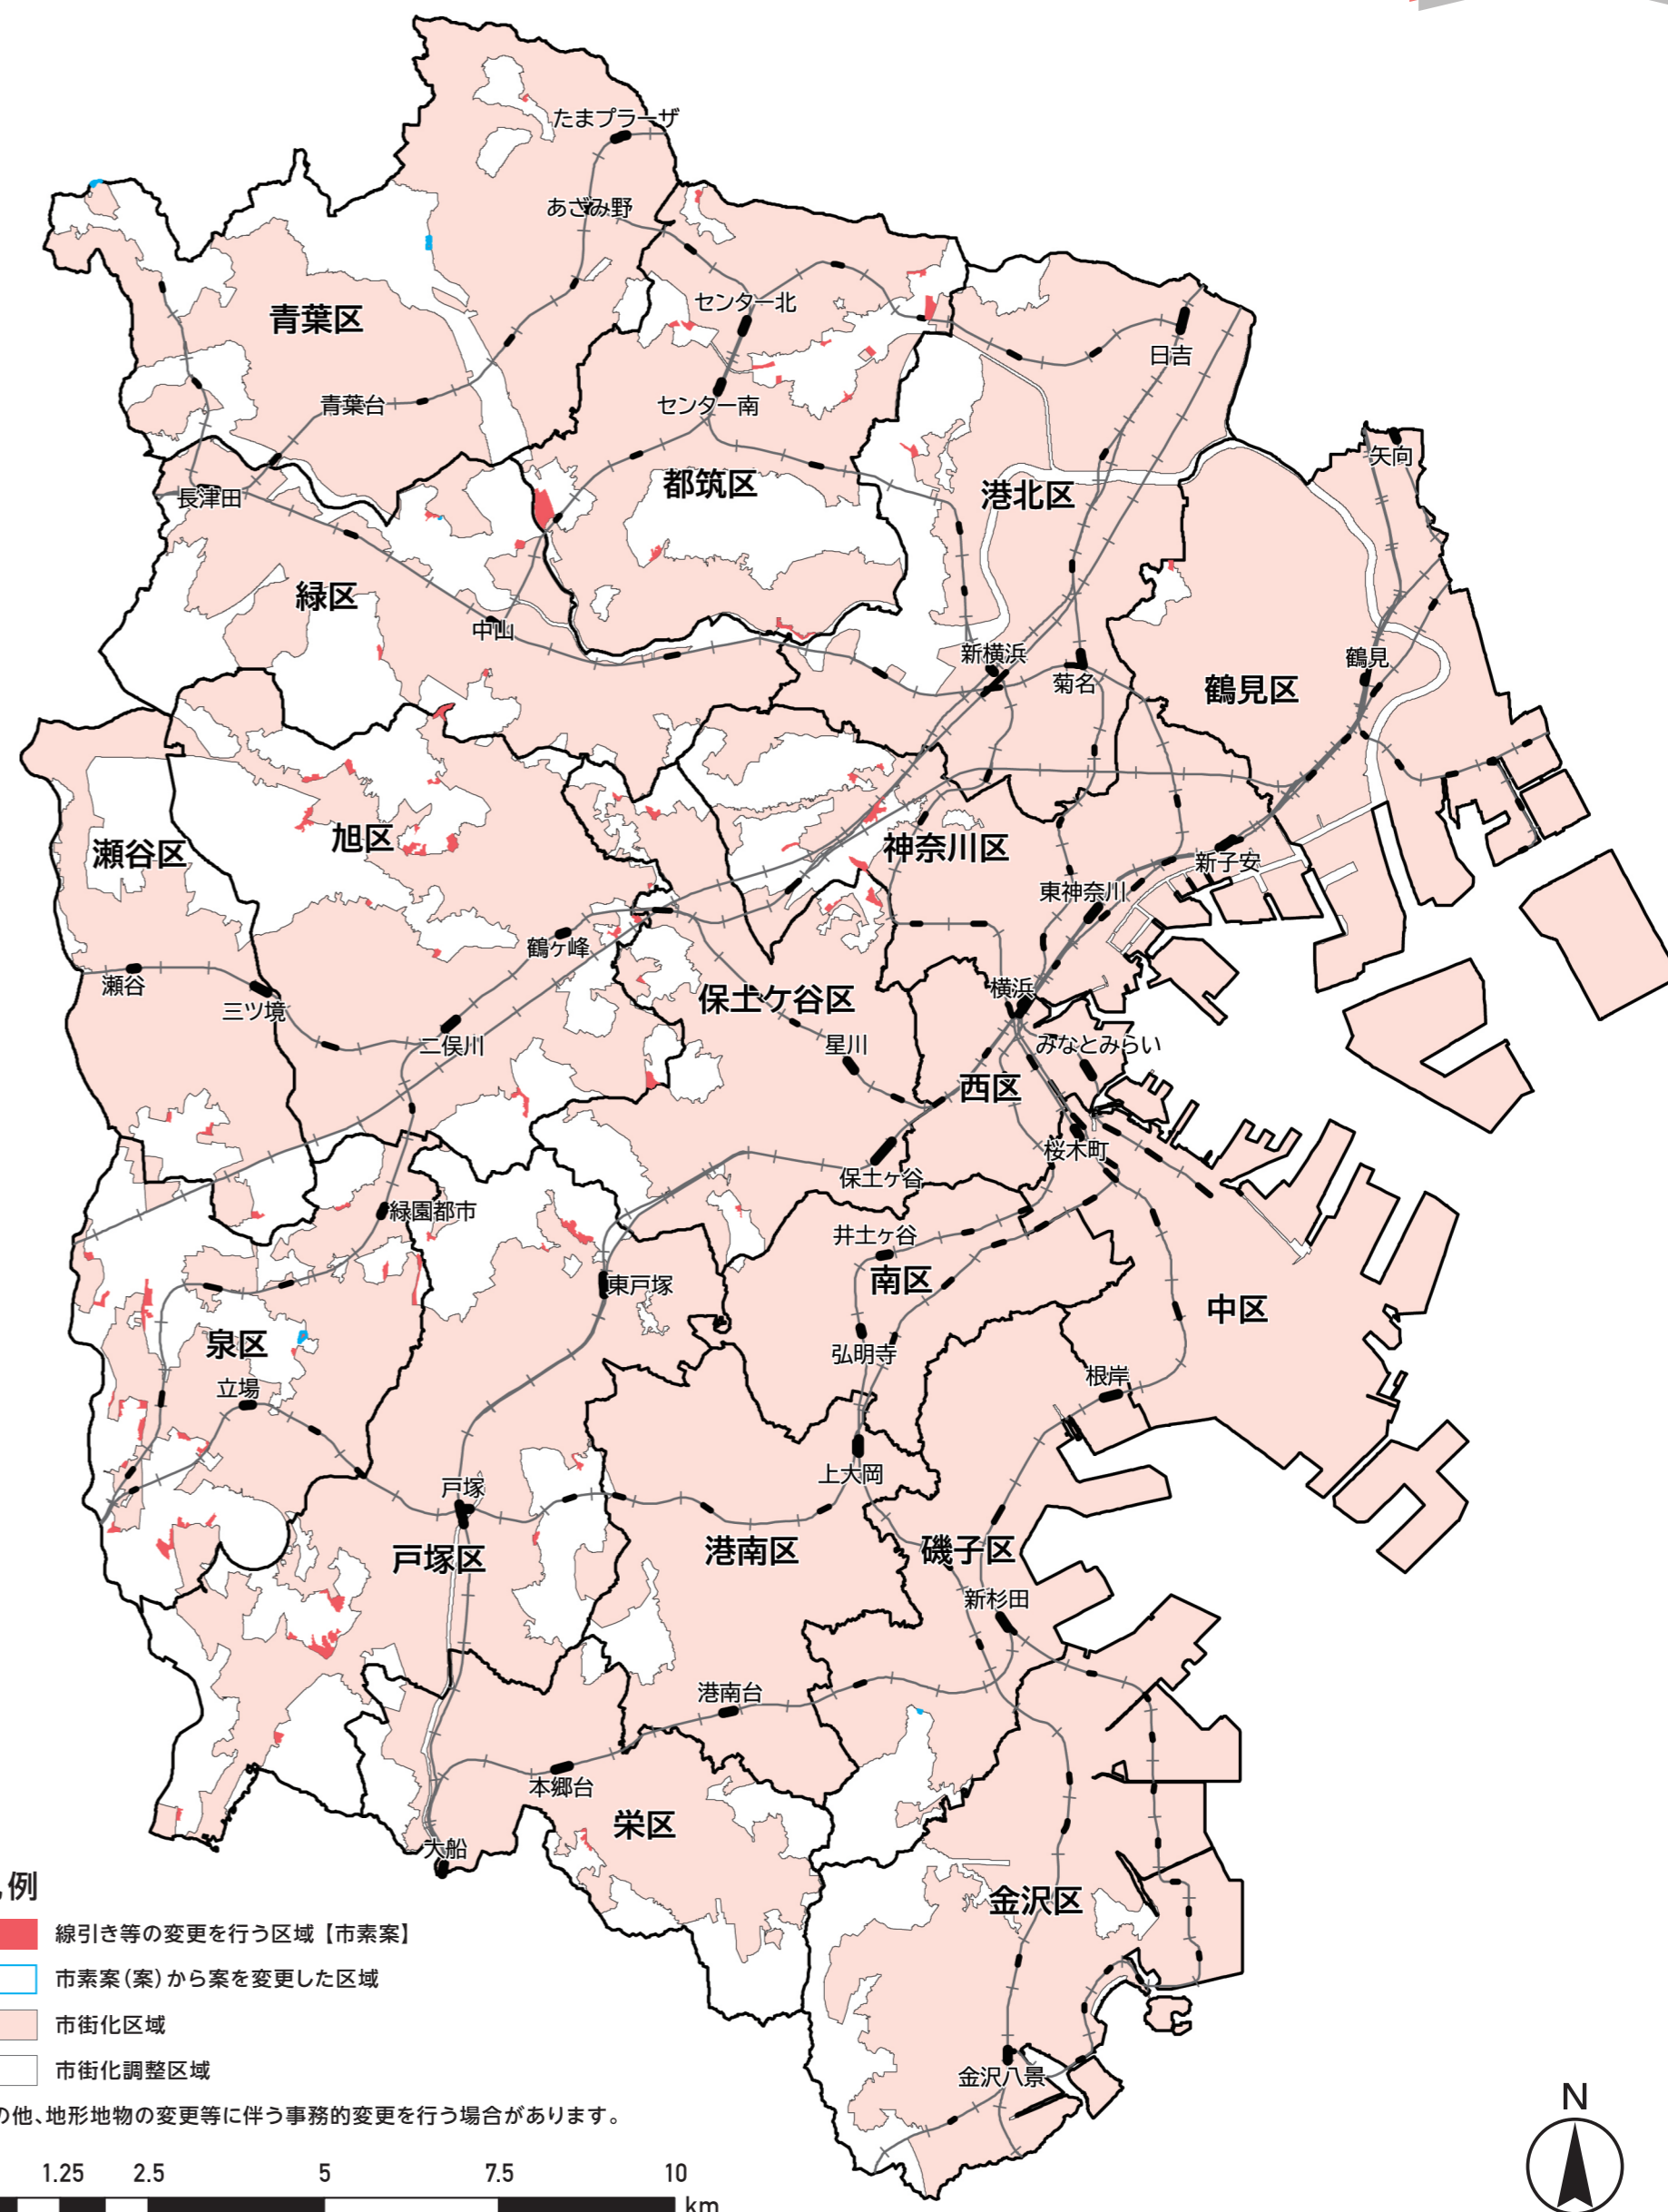 たまプラーザ
あざみ野
センター北
青葉区
日吉
青葉台
センター南
矢向
都筑区
長津田
港北区
緑区
中山
新横浜
鶴見
菊名
鶴見区
旭区
瀬谷区
神奈川区
新子安
東神奈川
鶴ヶ峰
瀬谷
横浜
保土ケ谷区
三ツ境
二俣川
星川
みなとみらい
西区
桜木町
保土ヶ谷
緑園都市
井土ヶ谷
東戸塚
南区
中区
泉区
弘明寺
立場
根岸
上大岡
戸塚
戸塚区
港南区
磯子区
新杉田
港南台
本郷台
栄区
大船
金沢区
例
線引き等の変更を行う区域【市素案】
市素案(案)から案を変更した区域
市街化区域
市街化調整区域
の他、地形地物の変更等に伴う事務的変更を行う場合があります。
金沢八景
N
1.25 2.5 5 7.5 10
km